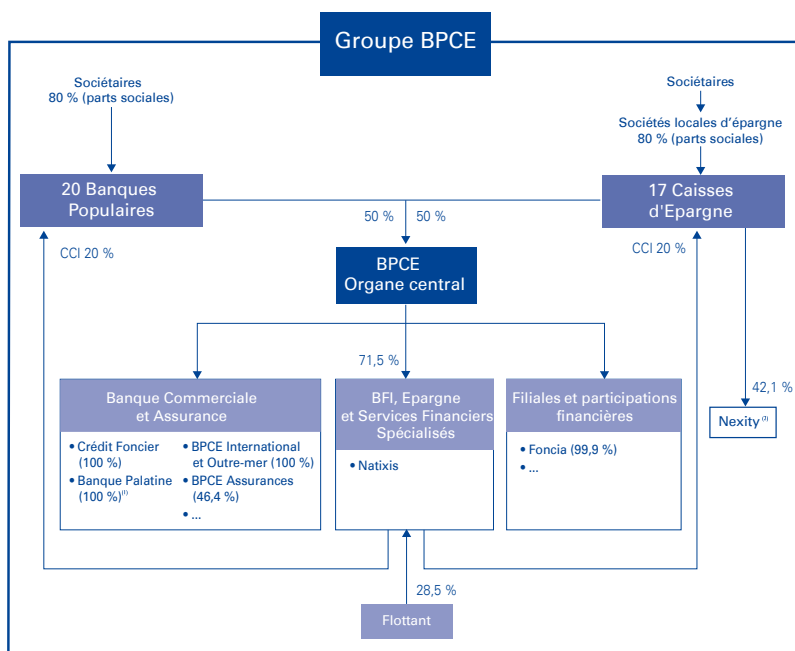 Groupe BPCE
Sociétaires
80 % (parts sociales)
Sociétaires
Sociétés locales d'épargne
80 % (parts sociales)
20 Banques
Populaires
17 Caisses
d'Epargne
50 %
50 %
CCI 20 %
CCI 20 %
BPCE
Organe central
71,5 %
42,1 %
Banque Commerciale
et Assurance
• Crédit Foncier
(100 %)
• Banque Palatine
(100 %)(1)
• BPCE International
et Outre-mer (100 %)
• BPCE Assurances
(46,4 %)
• ...
BFI, Epargne
et Services Financiers
Spécialisés
• Natixis
Filiales et participations
financières
• Foncia (99,9 %)
• ...
Nexity
28,5 %
Flottant